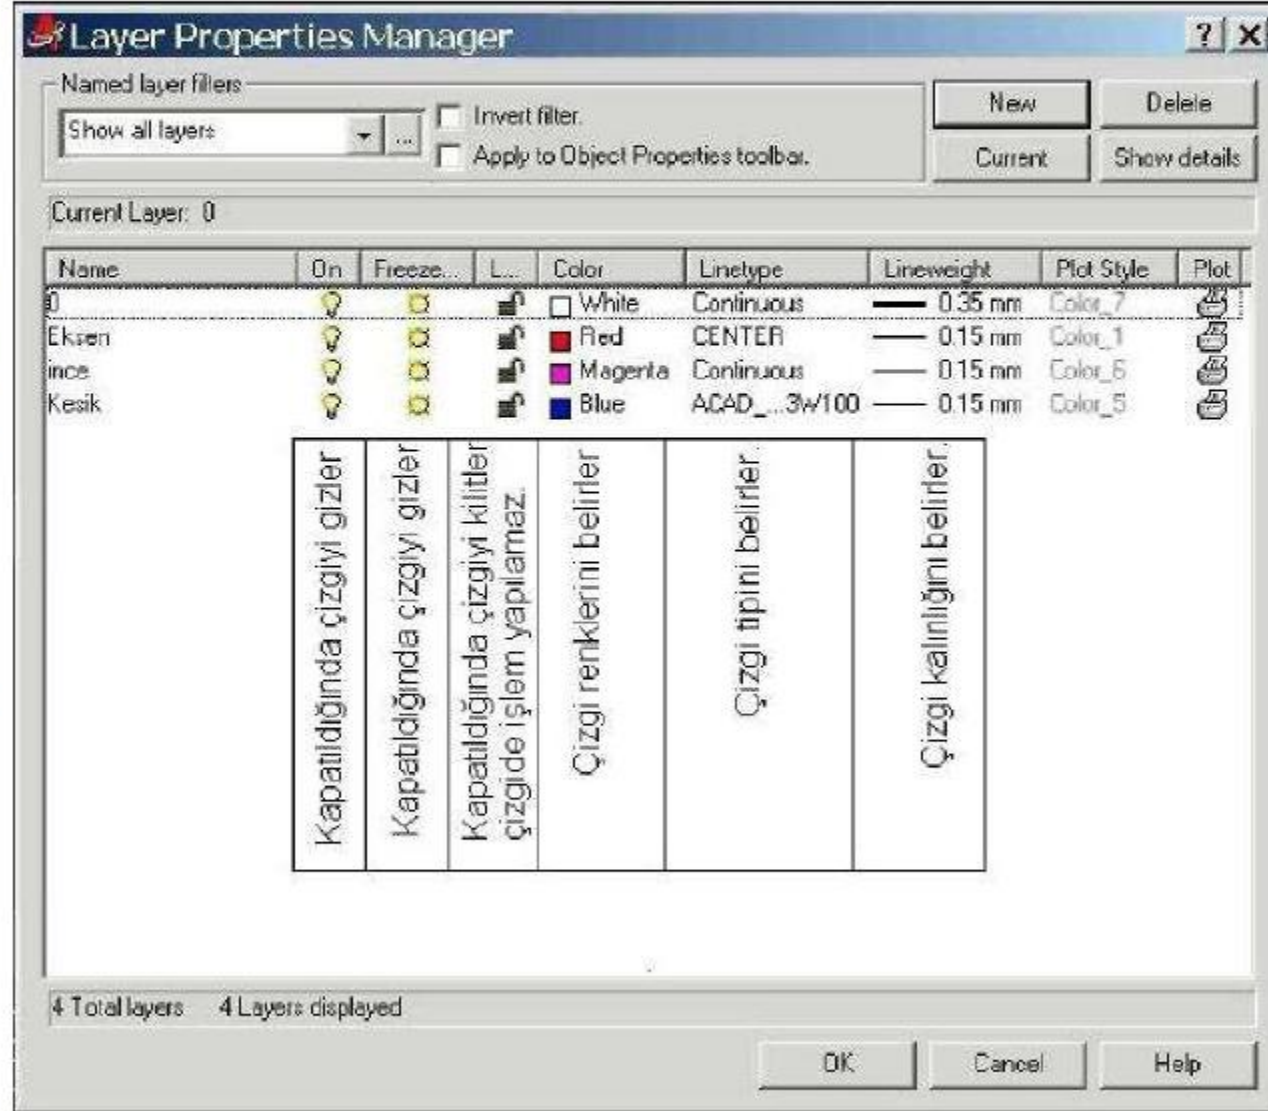 Layer Properties Manager
Named layer filters
Show all layers
...
Invert filter.
Apply to Object Properties toolbar.
New
Delete
Current
Show details
Current Layer: 0
Name On Freeze... L... Color Linetype Lineweight Plot Style Plot
0 White Continuous 0.35 mm Color_7
Eksen Red CENTER 0.15 mm Color_1
ince Magenta Continuous 0.15 mm Color_6
Kesik Blue ACAD_...3W100 0.15 mm Color_5
Kapatıldığında çizgiyi gizler
Kapatıldığında çizgiyi gizler
Kapatıldığında çizgiyi kilitler
çizgide işlem yapılamaz.
Çizgi renklerini belirler
Çizgi tipini belirler.
Çizgi kalınlığını belirler.
4 Total layers 4 Layers displayed
OK
Cancel
Help